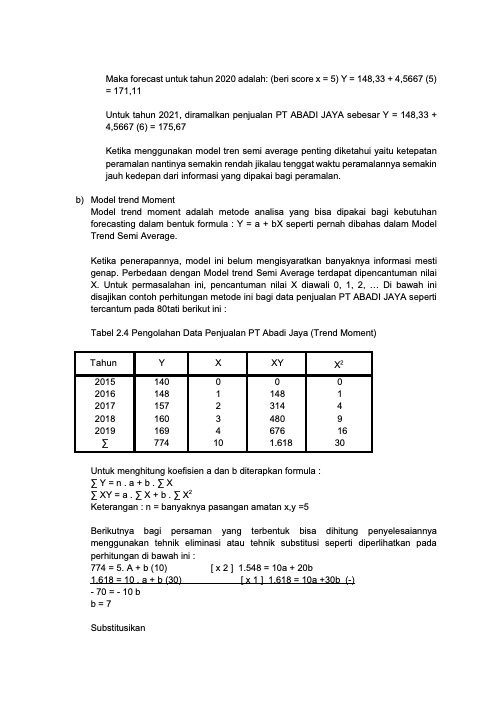 Maka forecast untuk tahun 2020 adalah: (beri score x = 5) Y = 148,33 + 4,5667 (5)
= 171,11
Untuk tahun 2021, diramalkan penjualan PT ABADI JAYA sebesar Y = 148,33 +
4,5667 (6) = 175,67
Ketika menggunakan model tren semi average penting diketahui yaitu ketepatan
peramalan nantinya semakin rendah jikalau tenggat waktu peramalannya semakin
jauh kedepan dari informasi yang dipakai bagi peramalan.
b) Model trend Moment
Model trend moment adalah metode analisa yang bisa dipakai bagi kebutuhan
forecasting dalam bentuk formula : Y = a + bX seperti pernah dibahas dalam Model
Trend Semi Average.
Ketika penerapannya, model ini belum mengisyaratkan banyaknya informasi mesti
genap. Perbedaan dengan Model trend Semi Average terdapat dipencantuman nilai
X. Untuk permasalahan ini, pencantuman nilai X diawali 0, 1, 2, ... Di bawah ini
disajikan contoh perhitungan metode ini bagi data penjualan PT ABADI JAYA seperti
tercantum pada 80tati berikut ini :
Tabel 2.4 Pengolahan Data Penjualan PT Abadi Jaya (Trend Moment)
Tahun Y X XY X²
2015 140 0 0 0
2016 148 1 148 1
2017 157 2 314 4
2018 160 3 480 9
2019 169 4 676 16
∑ 774 10 1.618 30
Untuk menghitung koefisien a dan b diterapkan formula :
∑ Y = n . a + b . ∑ X
∑ XY = a . ∑ X + b . ∑ X²
Keterangan : n = banyaknya pasangan amatan x,y =5
Berikutnya bagi persaman yang terbentuk bisa dihitung penyelesaiannya
menggunakan tehnik eliminasi atau tehnik substitusi seperti diperlihatkan pada
perhitungan di bawah ini :
774 = 5. A + b (10) [ x 2 ] 1.548 = 10a + 20b
1.618 = 10 . a + b (30) [ x 1 ] 1.618 = 10a +30b (-)
- 70 = - 10 b
b = 7
Substitusikan